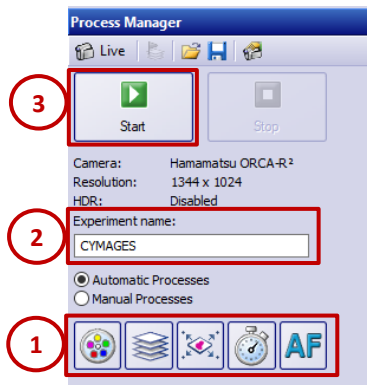 Process Manager
Live
3
Start
Stop
Camera: Hamamatsu ORCA-R²
Resolution: 1344 x 1024
HDR: Disabled
2
Experiment name:
CYMAGES
Automatic Processes
Manual Processes
1
AF